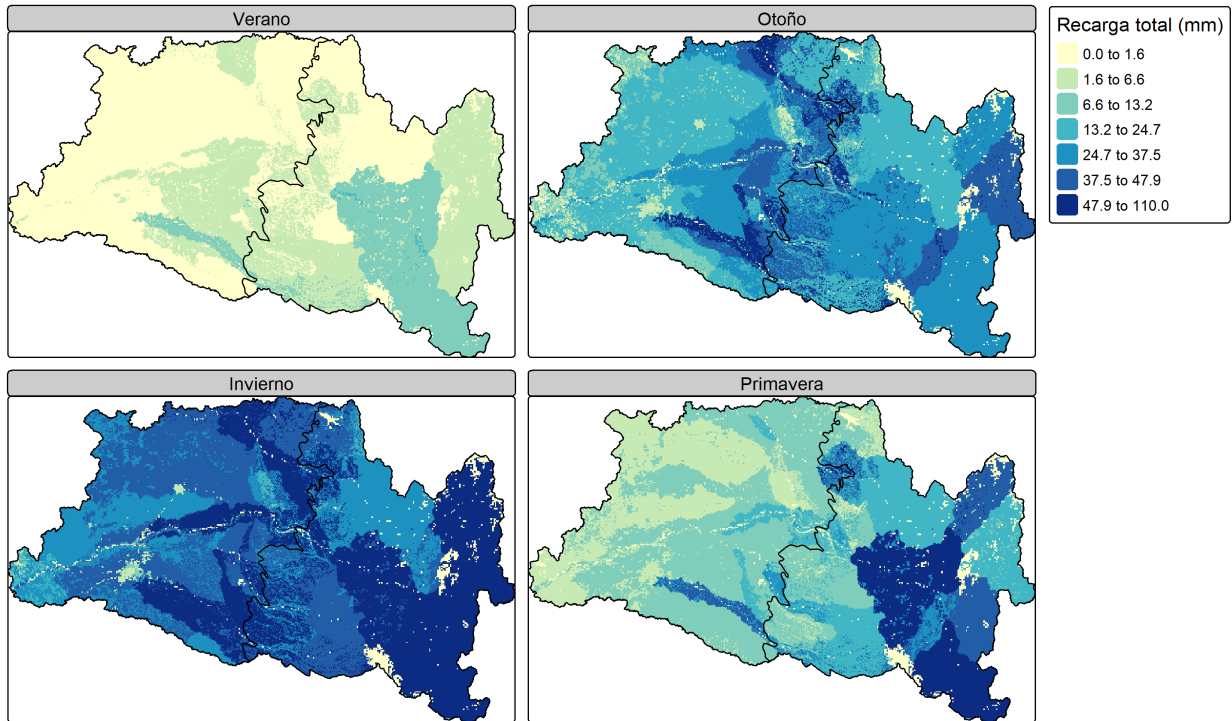 Verano
Otoño
Recarga total (mm)
0.0 to 1.6
1.6 to 6.6
6.6 to 13.2
13.2 to 24.7
24.7 to 37.5
37.5 to 47.9
47.9 to 110.0
Invierno
Primavera